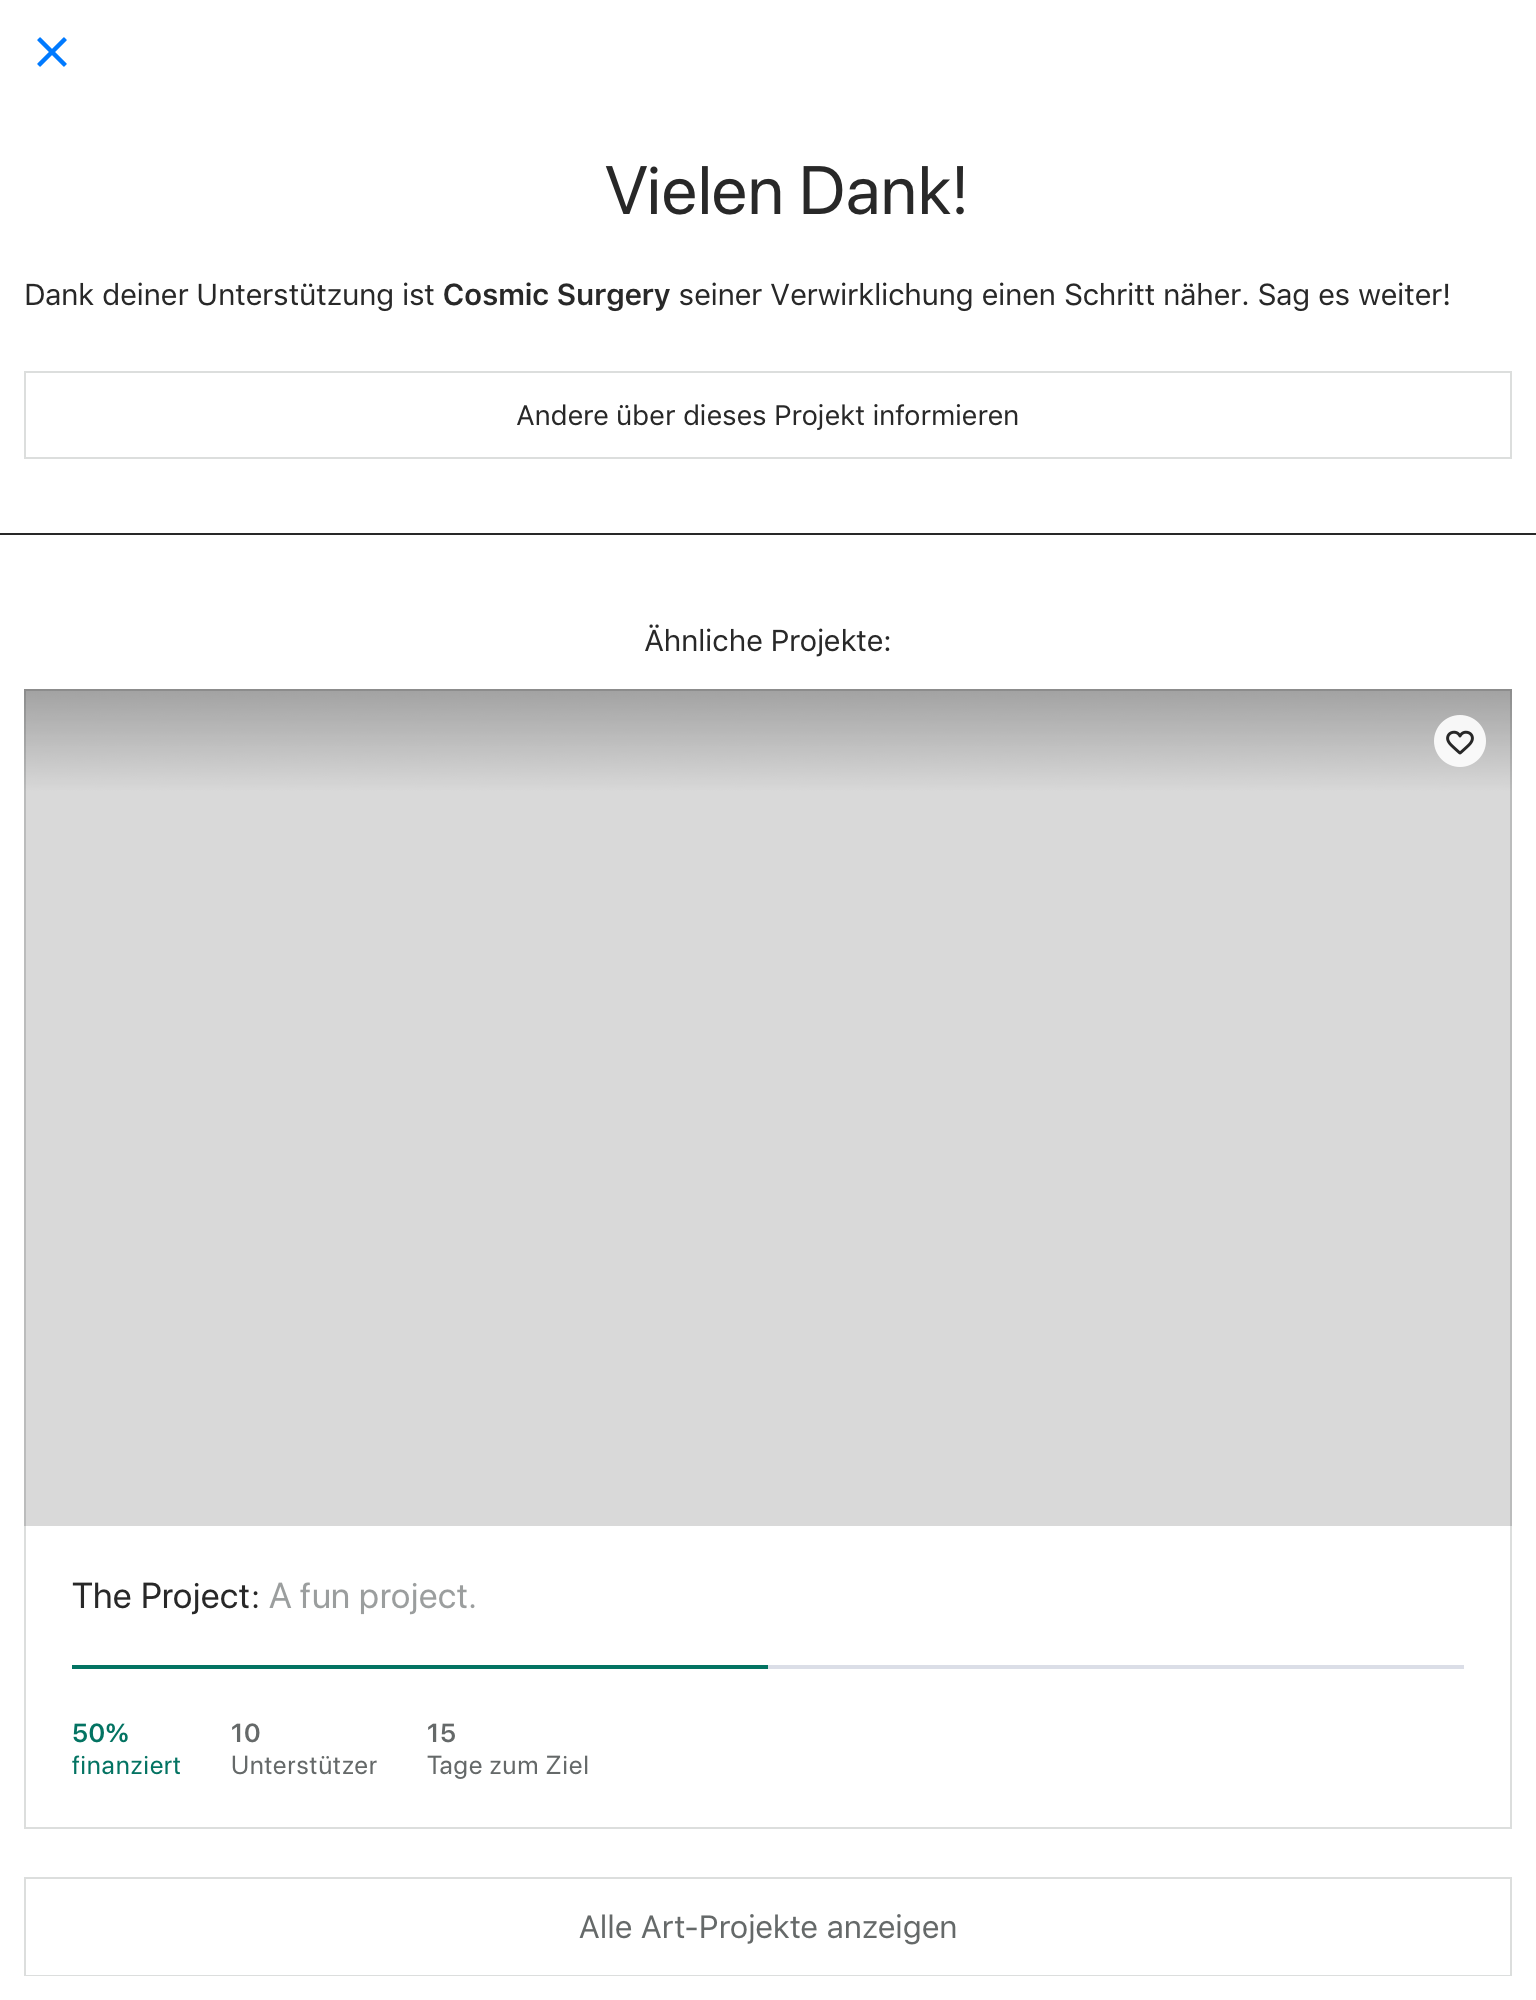 Vielen Dank!
Dank deiner Unterstützung ist Cosmic Surgery seiner Verwirklichung einen Schritt näher. Sag es weiter!
Andere über dieses Projekt informieren
Ähnliche Projekte:
The Project: A fun project.
50% 10 15
finanziert Unterstützer Tage zum Ziel
Alle Art-Projekte anzeigen